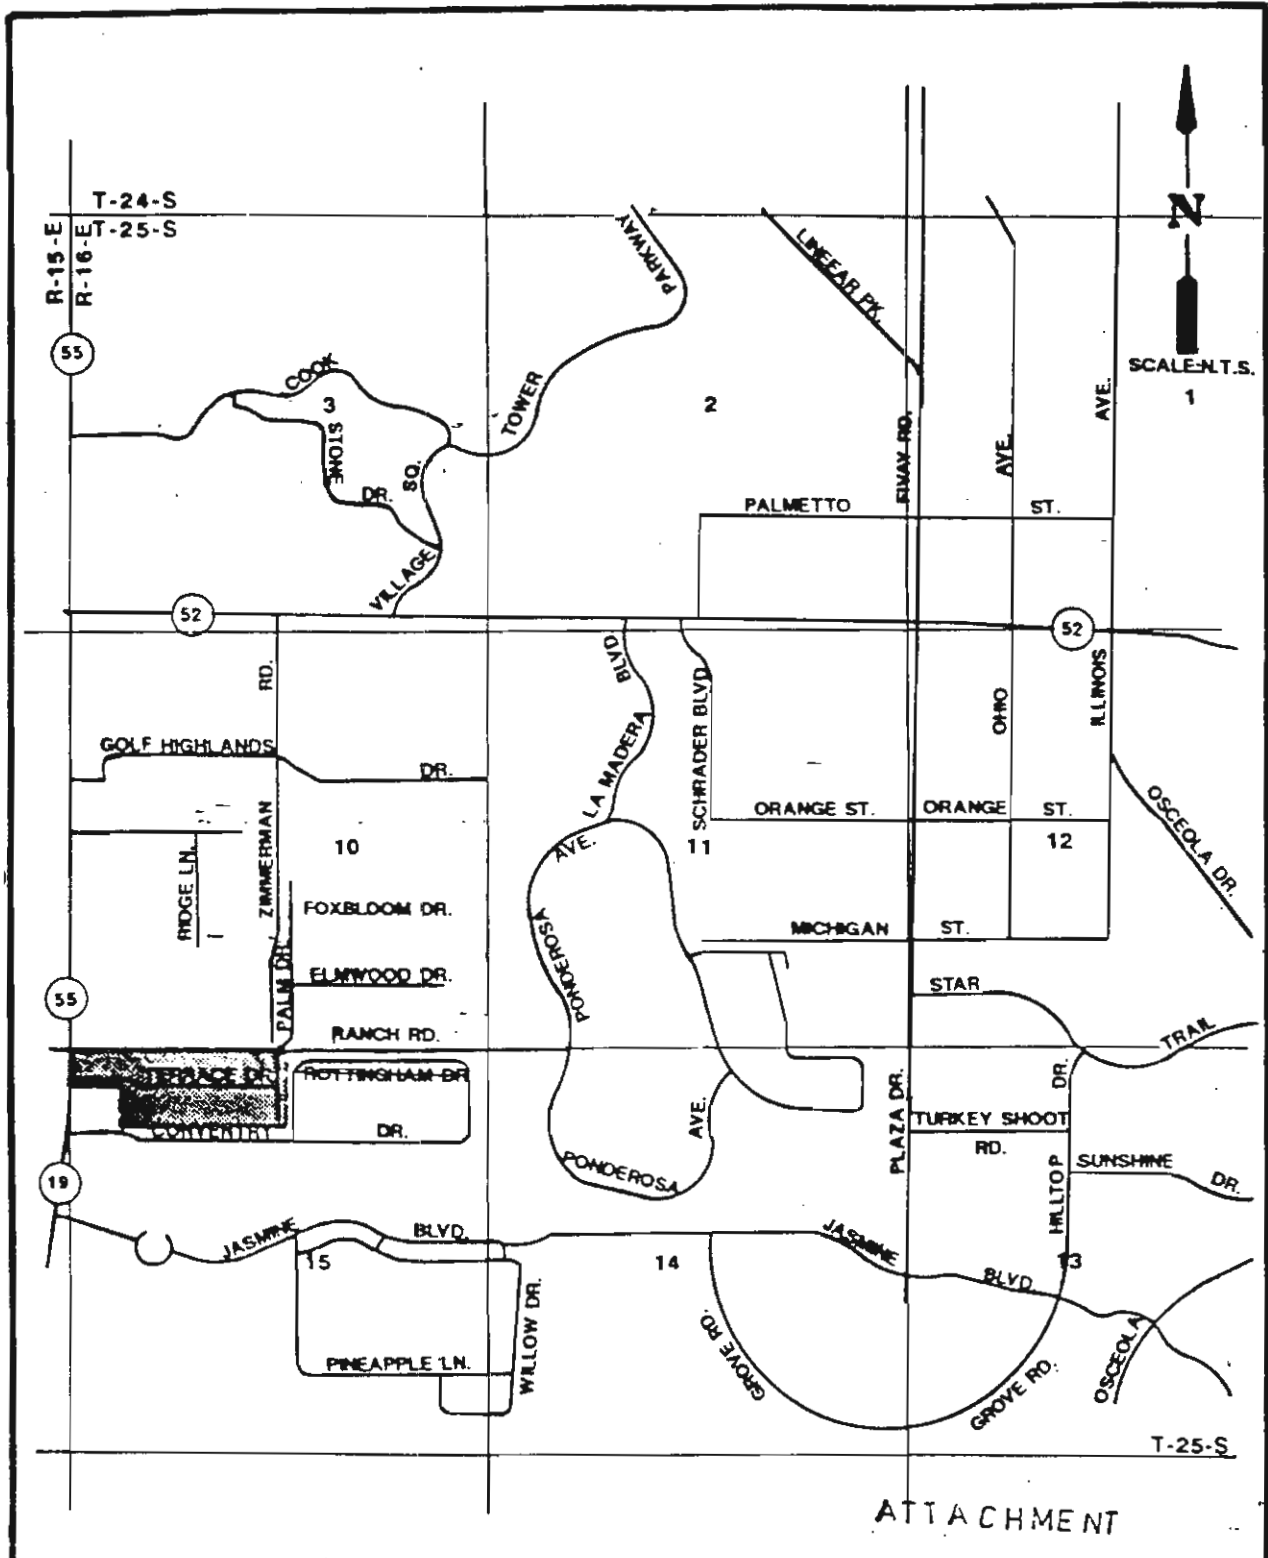 T-24-S
T-25-S
R-15-E
R-16-E
N
SCALE-N.T.S.
PARKWAY
LINEEAR PK.
55
COOK
3
STONE
DR.
SQ.
TOWER
2
1
FIVAY RD.
AVE.
AVE.
PALMETTO ST.
VILLAGE
52
52
RD.
BLVD
LA MADERA
SCHRADER BLVD
OHIO
ILLINOIS
GOLF HIGHLANDS DR.
ORANGE ST.
ORANGE ST.
OSCEOLA DR.
RIDGE LN.
ZIMMERMAN
10
AVE.
11
12
FOXBLOOM DR.
PONDEROSA
MICHIGAN ST.
PALM DR.
ELMWOOD DR.
STAR
55
RANCH RD.
TRAIL
TERRACE DR.
ROTTINGHAM DR
DR.
CONVENTRY DR.
AVE.
PLAZA DR.
TURKEY SHOOT
RD.
PONDEROSA
HILLTOP
SUNSHINE DR.
19
JASMINE BLVD.
JASMINE
BLVD.
15
14
13
WILLOW DR.
GROVE RD.
GROVE RD.
OSCEOLA
PINEAPPLE LN.
T-25-S
ATTACHMENT